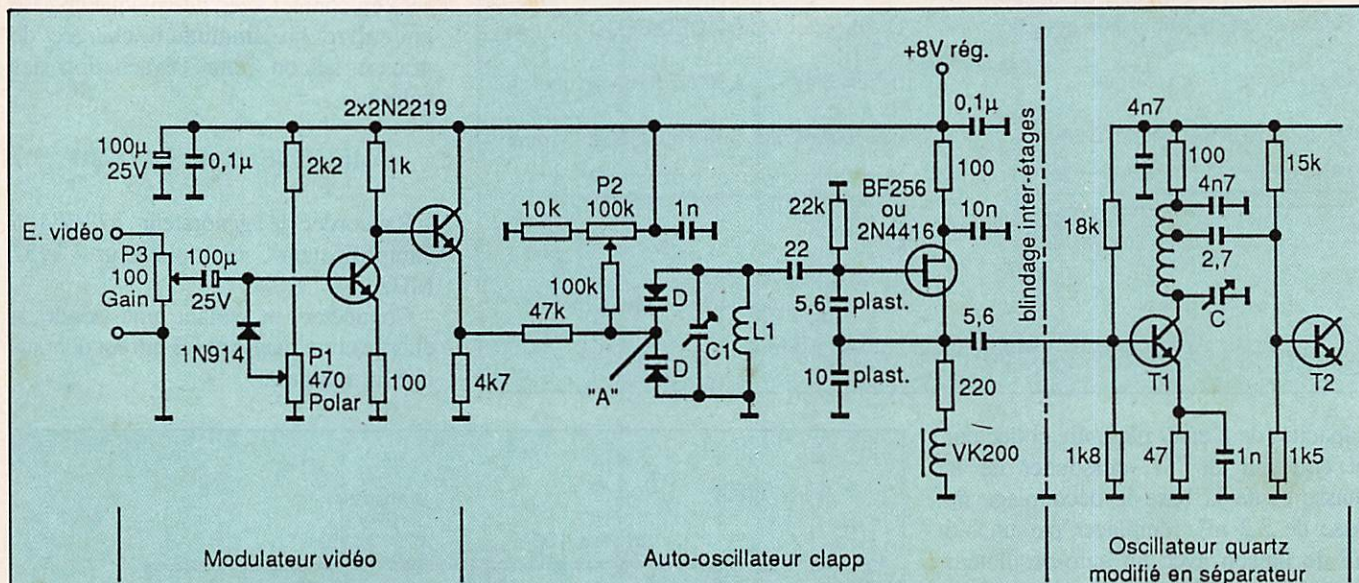 +8V rég.
2x2N2219
0,1µ
4n7
100µ
25V
0,1µ
2k2
1k
P2
100k
10k
1n
100k
22k
BF256
ou
2N4416
100
10n
blindage inter-étages
18k
100
4n7
15k
2,7
C
E. vidéo
P3
100
Gain
100µ
25V
1N914
P1
470
Polar
100
47k
4k7
"A"
D
D
C1
L1
22
5,6
plast.
10
plast.
5,6
220
VK200
T1
T2
1k8
47
1n
1k5
Modulateur vidéo
Auto-oscillateur clapp
Oscillateur quartz
modifié en séparateur